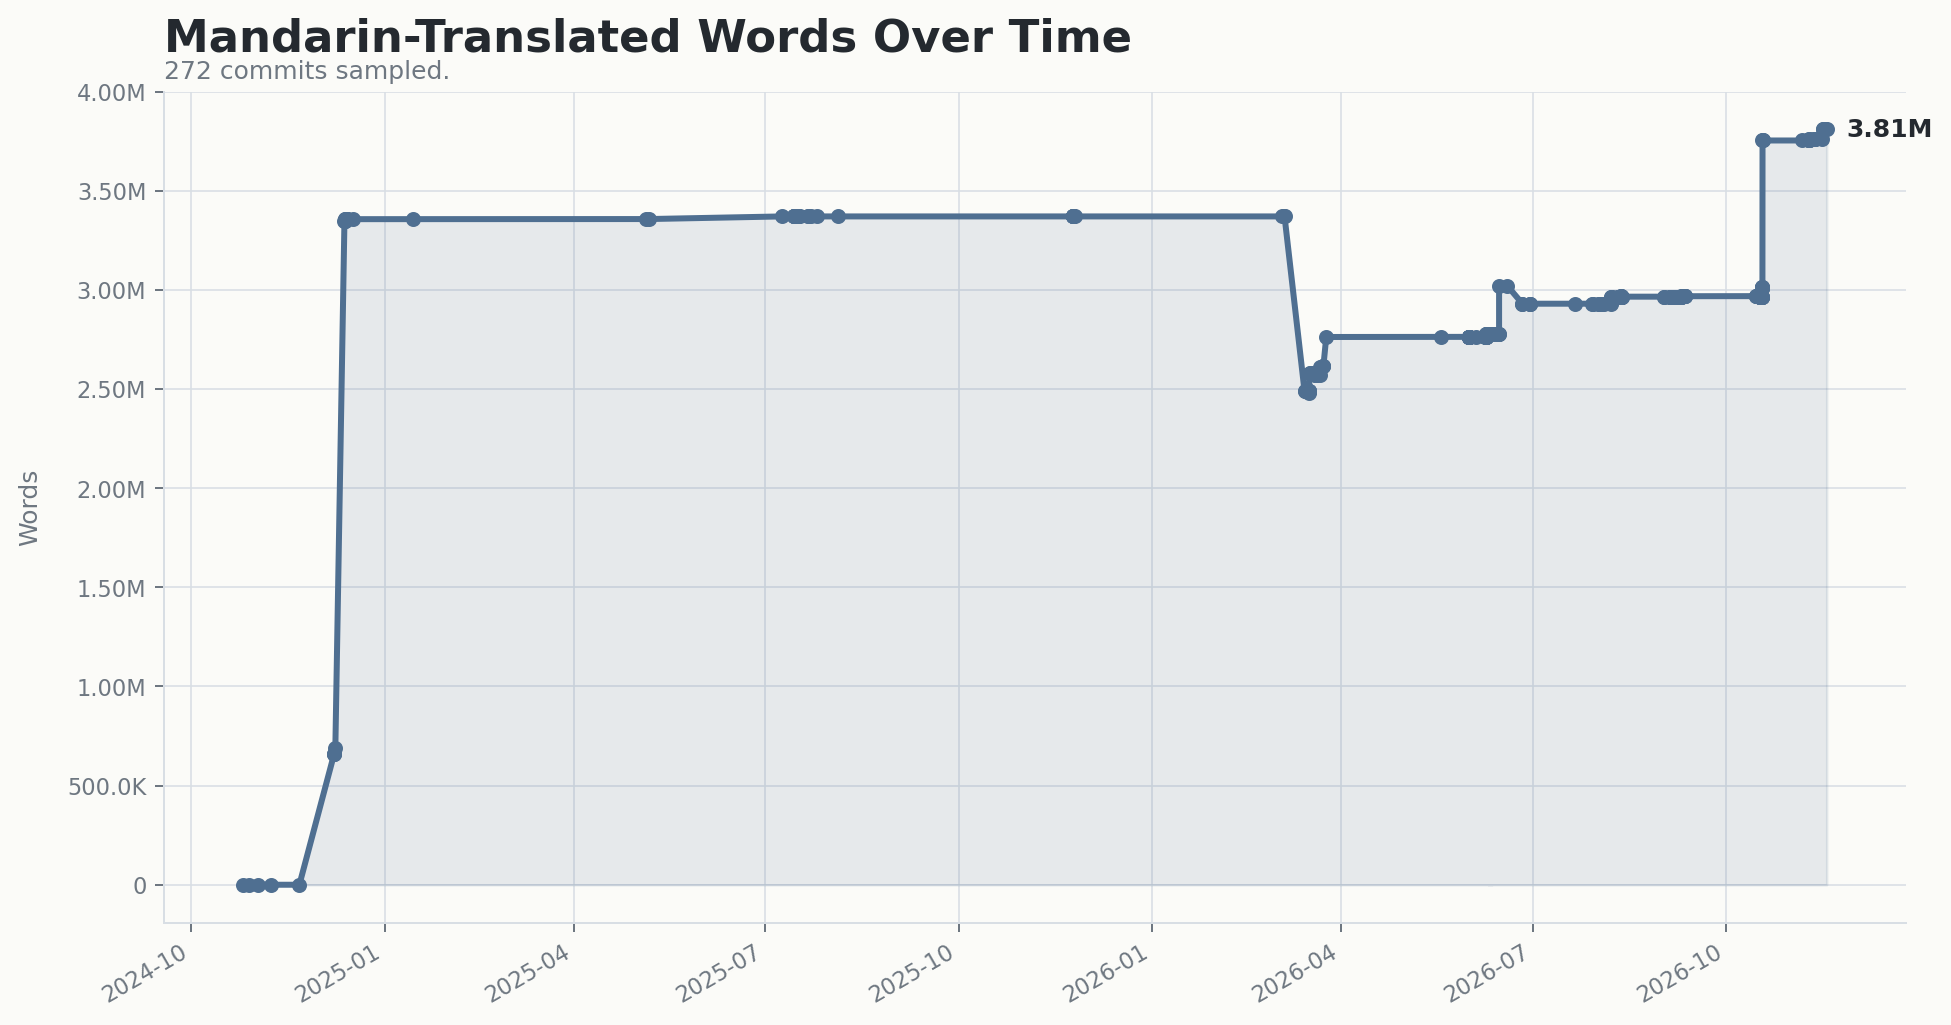 Mandarin-Translated Words Over Time
272 commits sampled.
4.00M
3.50M
3.00M
2.50M
2.00M
1.50M
1.00M
500.0K
0
Words
3.81M
2024-10
2025-01
2025-04
2025-07
2025-10
2026-01
2026-04
2026-07
2026-10